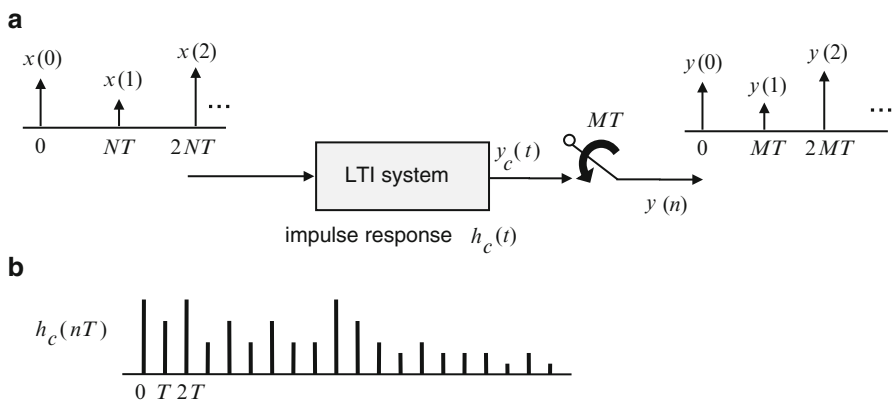 a
x(0) x(1) x(2) ...
0 NT 2NT
LTI system
impulse response h_c(t)
y_c(t)
MT
y(n)
y(0) y(1) y(2) ...
0 MT 2MT
b
h_c(nT)
0 T 2T